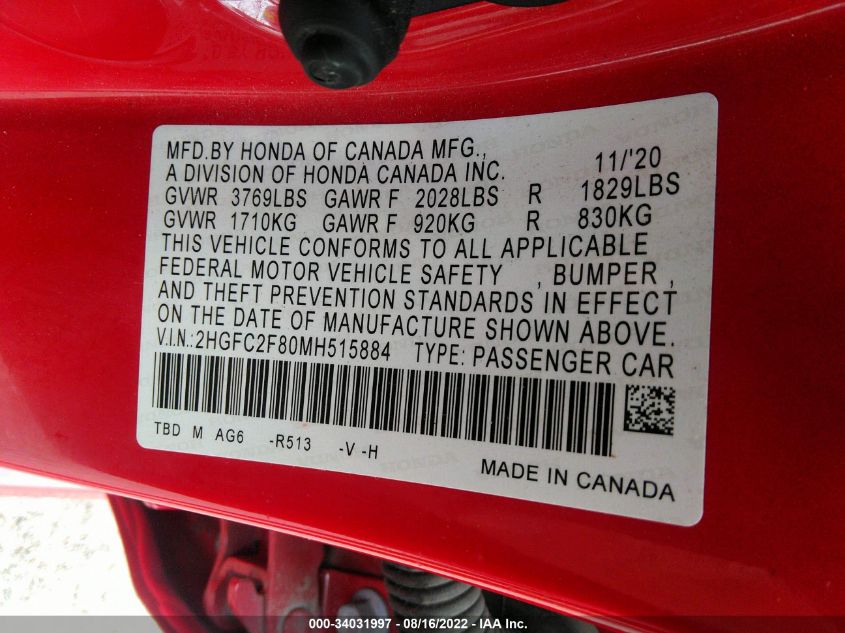 MFD.BY HONDA OF CANADA MFG.,
A DIVISION OF HONDA CANADA INC. 11/'20
GVWR 3769LBS GAWR F 2028LBS R 1829LBS
GVWR 1710KG GAWR F 920KG R 830KG
THIS VEHICLE CONFORMS TO ALL APPLICABLE
FEDERAL MOTOR VEHICLE SAFETY , BUMPER ,
AND THEFT PREVENTION STANDARDS IN EFFECT
ON THE DATE OF MANUFACTURE SHOWN ABOVE.
V.I.N.:2HGFC2F80MH515884 TYPE: PASSENGER CAR
TBD M AG6 -R513 -V -H
MADE IN CANADA
000-34031997 - 08/16/2022 - IAA Inc.